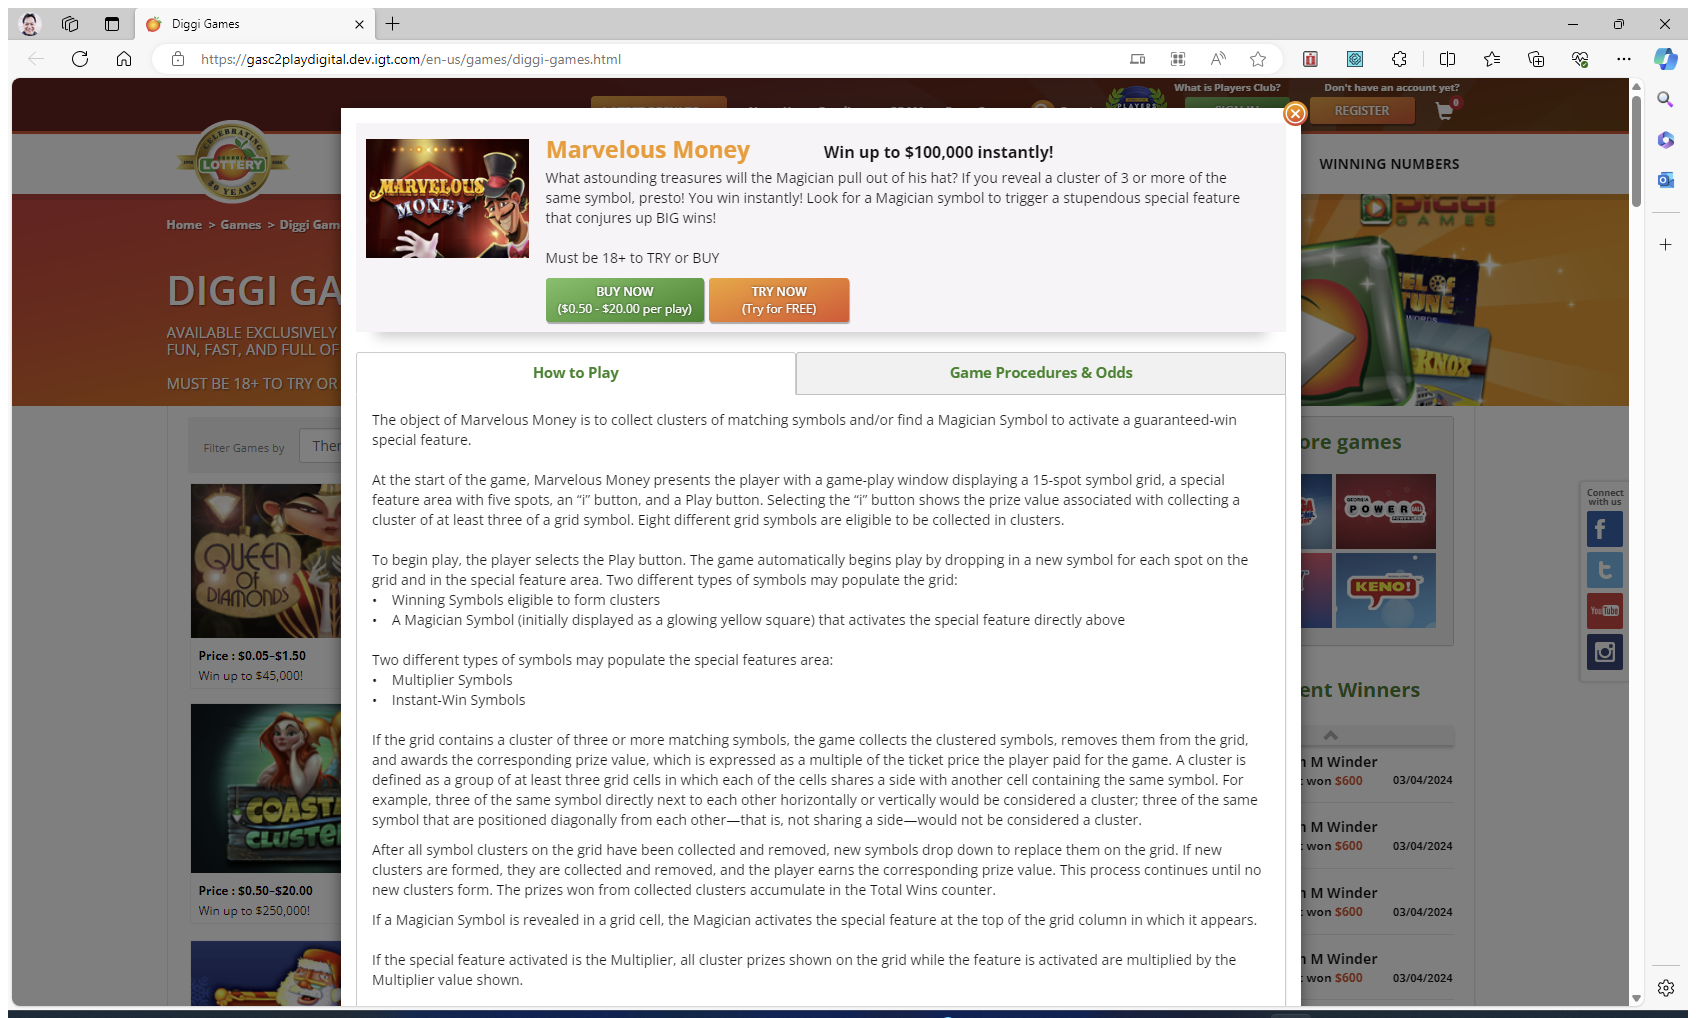 Diggi Games
https://gasc2playdigital.dev.igt.com/en-us/games/diggi-games.html
What is Players Club?
Don't have an account yet?
PLAYERS
REGISTER
0
CELEBRATING
LOTTERY
30 YEARS
WINNING NUMBERS
Home > Games > Diggi Gam
DIGGI GA
AVAILABLE EXCLUSIVELY
FUN, FAST, AND FULL OF
MUST BE 18+ TO TRY OR
DIGGI
GAMES
KNOX
Marvelous Money
Win up to $100,000 instantly!
MARVELOUS
MONEY
What astounding treasures will the Magician pull out of his hat? If you reveal a cluster of 3 or more of the
same symbol, presto! You win instantly! Look for a Magician symbol to trigger a stupendous special feature
that conjures up BIG wins!
Must be 18+ to TRY or BUY
BUY NOW
($0.50 - $20.00 per play)
TRY NOW
(Try for FREE)
How to Play
Game Procedures & Odds
The object of Marvelous Money is to collect clusters of matching symbols and/or find a Magician Symbol to activate a guaranteed-win
special feature.
At the start of the game, Marvelous Money presents the player with a game-play window displaying a 15-spot symbol grid, a special
feature area with five spots, an “i” button, and a Play button. Selecting the “i” button shows the prize value associated with collecting a
cluster of at least three of a grid symbol. Eight different grid symbols are eligible to be collected in clusters.
To begin play, the player selects the Play button. The game automatically begins play by dropping in a new symbol for each spot on the
grid and in the special feature area. Two different types of symbols may populate the grid:
• Winning Symbols eligible to form clusters
• A Magician Symbol (initially displayed as a glowing yellow square) that activates the special feature directly above
Two different types of symbols may populate the special features area:
• Multiplier Symbols
• Instant-Win Symbols
If the grid contains a cluster of three or more matching symbols, the game collects the clustered symbols, removes them from the grid,
and awards the corresponding prize value, which is expressed as a multiple of the ticket price the player paid for the game. A cluster is
defined as a group of at least three grid cells in which each of the cells shares a side with another cell containing the same symbol. For
example, three of the same symbol directly next to each other horizontally or vertically would be considered a cluster; three of the same
symbol that are positioned diagonally from each other—that is, not sharing a side—would not be considered a cluster.
After all symbol clusters on the grid have been collected and removed, new symbols drop down to replace them on the grid. If new
clusters are formed, they are collected and removed, and the player earns the corresponding prize value. This process continues until no
new clusters form. The prizes won from collected clusters accumulate in the Total Wins counter.
If a Magician Symbol is revealed in a grid cell, the Magician activates the special feature at the top of the grid column in which it appears.
If the special feature activated is the Multiplier, all cluster prizes shown on the grid while the feature is activated are multiplied by the
Multiplier value shown.
Filter Games by
Ther
QUEEN
OF
DIAMONDS
Price : $0.05–$1.50
Win up to $45,000!
COASTA
CLUSTER
Price : $0.50–$20.00
Win up to $250,000!
ore games
GEORGIA
POWERBALL
KENO!
Connect
with us
f
t
YouTube
ent Winners
n M Winder
t won $600
03/04/2024
n M Winder
t won $600
03/04/2024
n M Winder
t won $600
03/04/2024
n M Winder
t won $600
03/04/2024